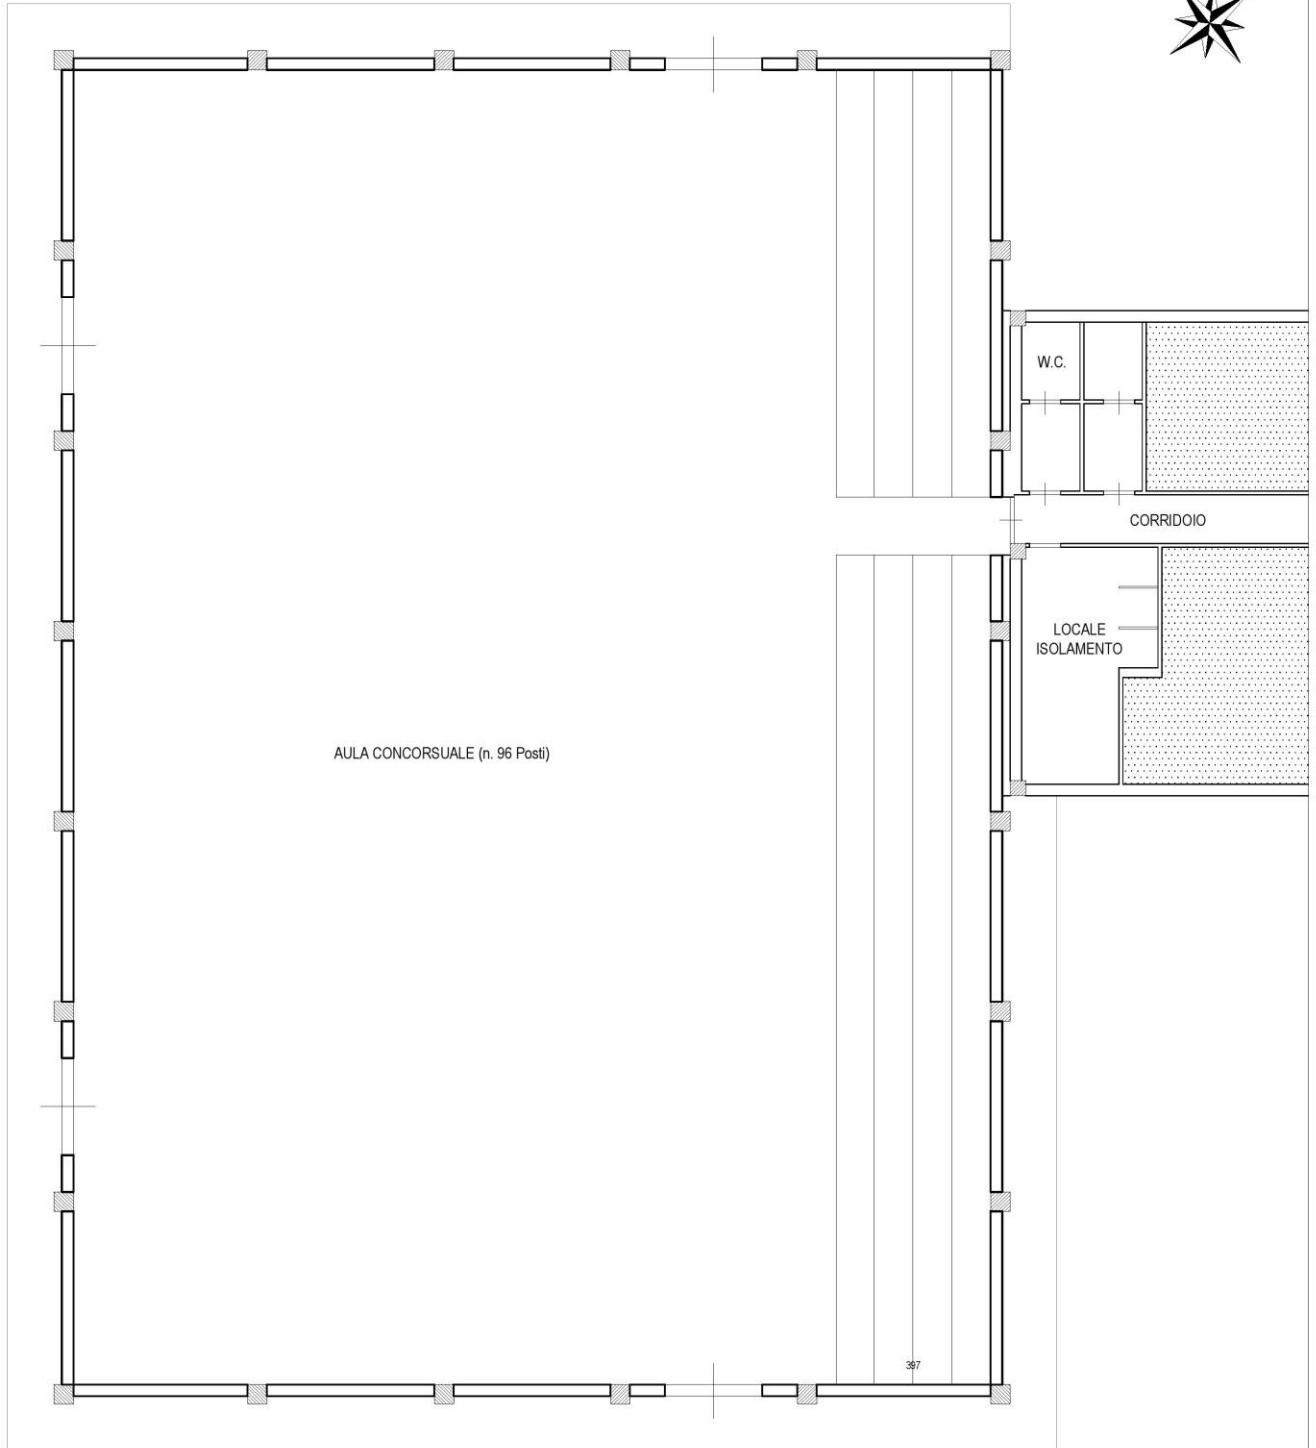 W.C.
CORRIDOIO
LOCALE
ISOLAMENTO
AULA CONCORSUALE (n. 96 Posti)
397